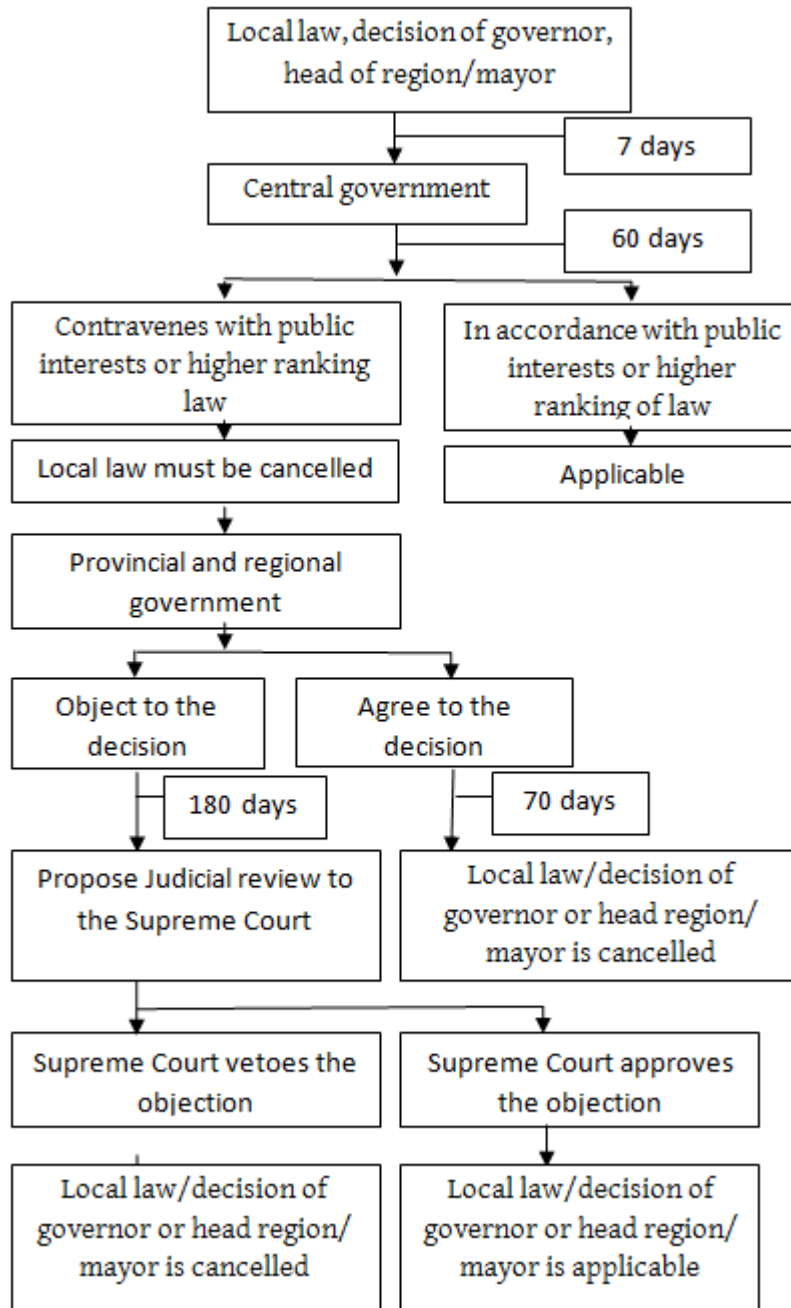 Local law, decision of governor,
head of region/mayor
7 days
Central government
60 days
Contravenes with public
interests or higher ranking
law
In accordance with public
interests or higher
ranking of law
Local law must be cancelled
Applicable
Provincial and regional
government
Object to the
decision
Agree to the
decision
180 days
70 days
Propose Judicial review to
the Supreme Court
Local law/decision of
governor or head region/
mayor is cancelled
Supreme Court vetoes the
objection
Supreme Court approves
the objection
Local law/decision of
governor or head region/
mayor is cancelled
Local law/decision of
governor or head region/
mayor is applicable